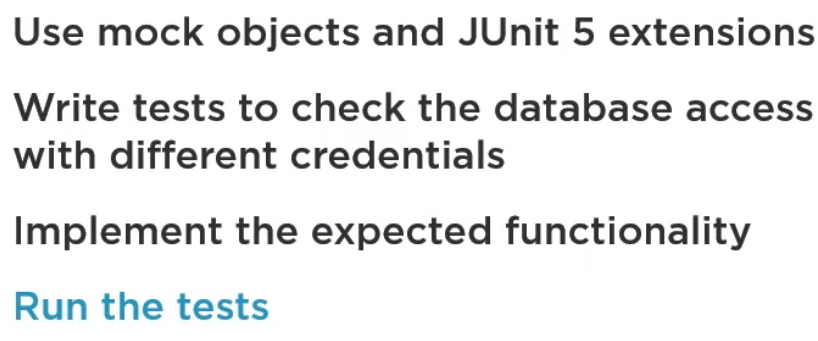 Use mock objects and JUnit 5 extensions
Write tests to check the database access
with different credentials
Implement the expected functionality
Run the tests